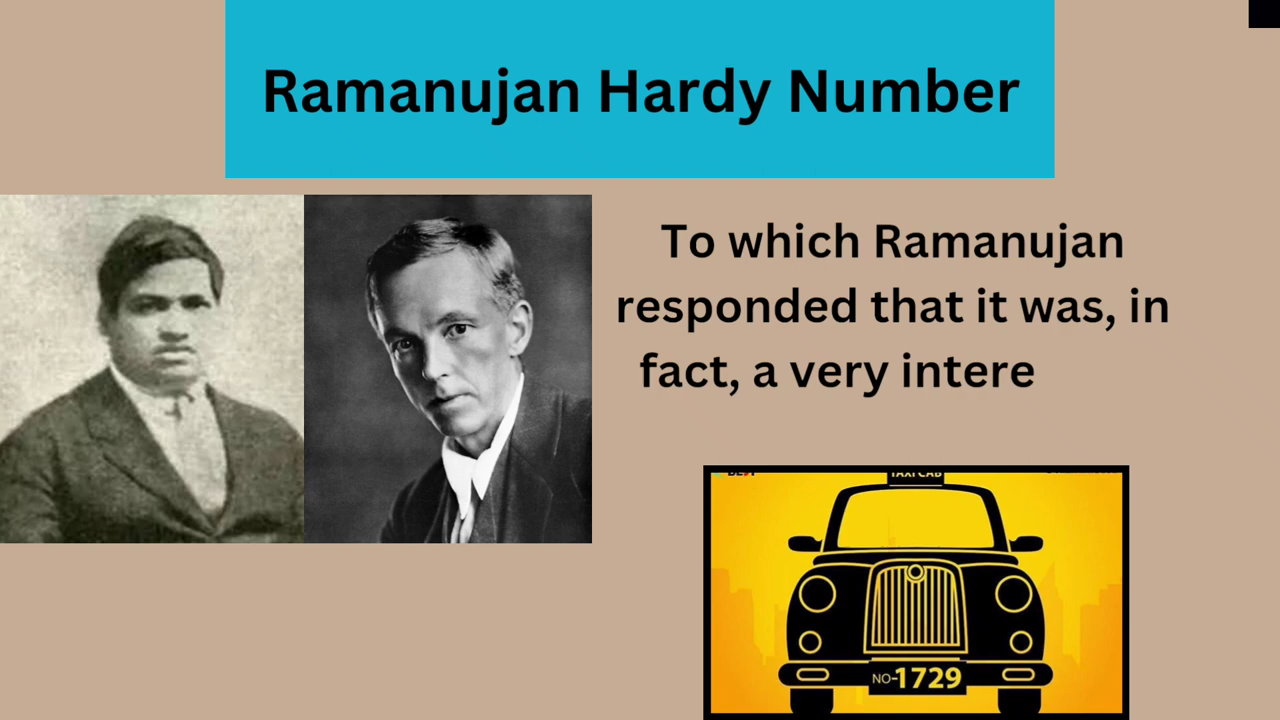 Ramanujan Hardy Number
To which Ramanujan
responded that it was, in
fact, a very intere
TAXI CAB
NO-1729